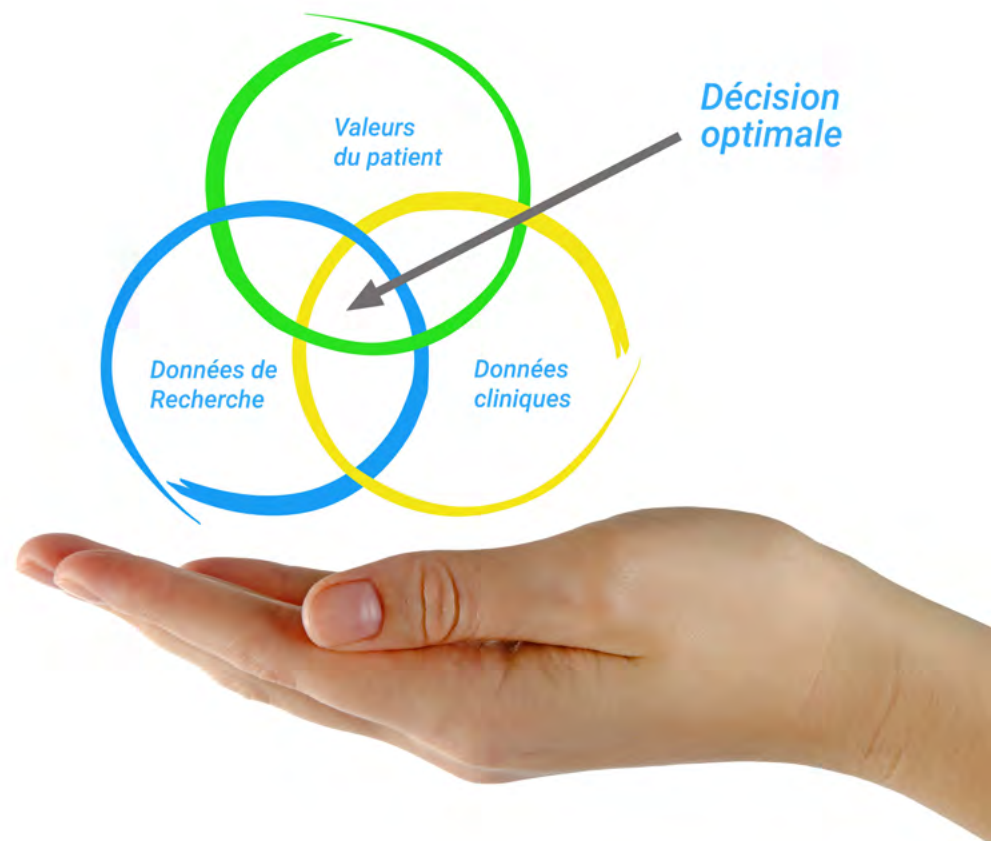 Décision
optimale
Valeurs
du patient
Données de
Recherche
Données
cliniques